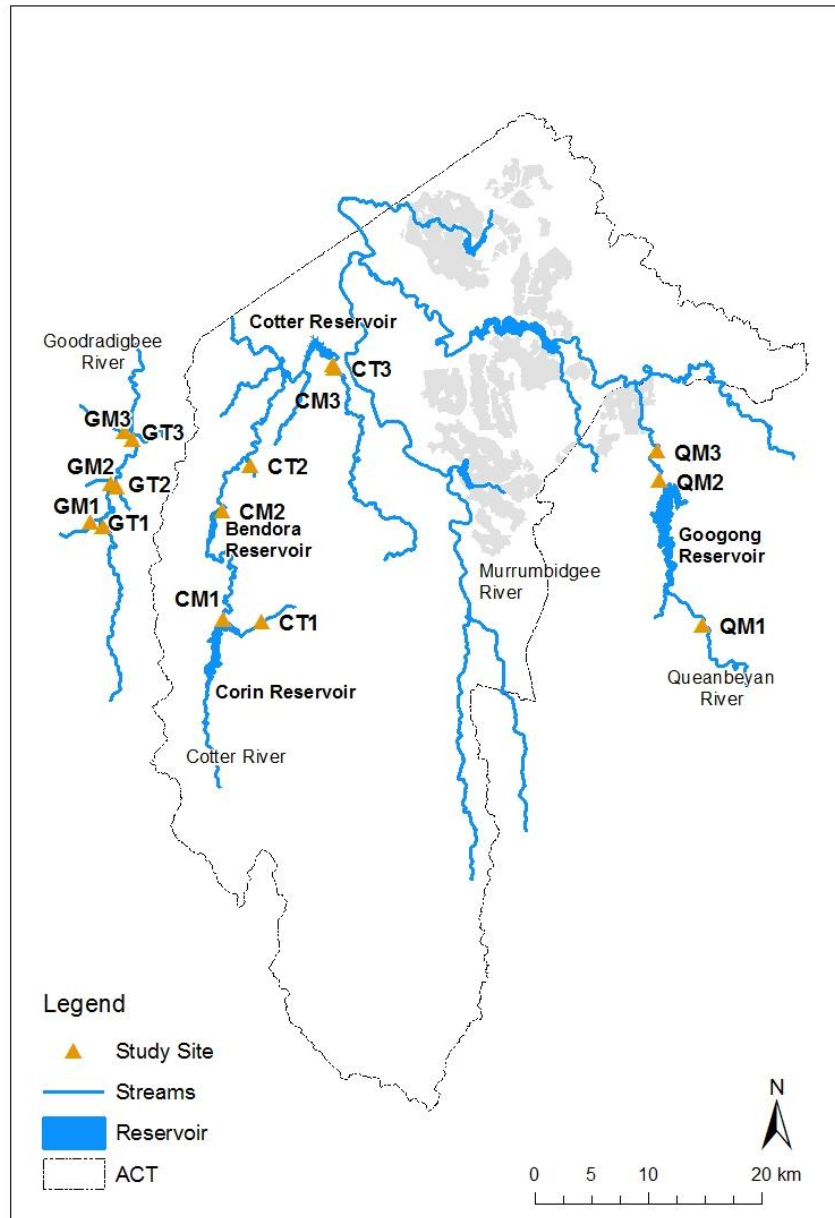 Goodradigbee
River
Cotter Reservoir
CT3
CM3
GM3
GT3
GM2
GT2
GM1
GT1
CT2
CM2
Bendora
Reservoir
CM1
CT1
Corin Reservoir
Cotter River
Murrumbidgee
River
QM3
QM2
Googong
Reservoir
QM1
Queanbeyan
River
Legend
Study Site
Streams
Reservoir
ACT
N
0 5 10 20 km